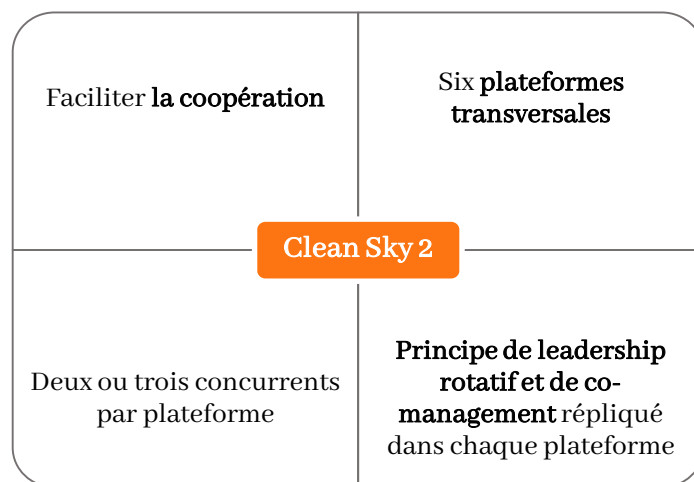 Faciliter la coopération
Six plateformes
transversales
Clean Sky 2
Deux ou trois concurrents
par plateforme
Principe de leadership
rotatif et de co-
management répliqué
dans chaque plateforme